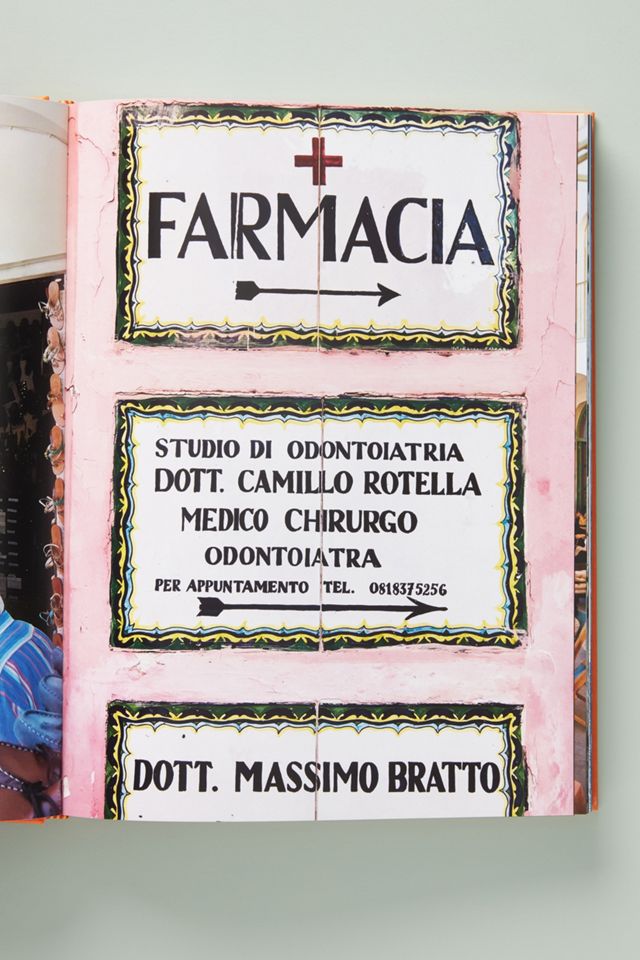 FARMACIA
STUDIO DI ODONTOIATRIA
DOTT. CAMILLO ROTELLA
MEDICO CHIRURGO
ODONTOIATRA
PER APPUNTAMENTO TEL. 0818375256
DOTT. MASSIMO BRATTO